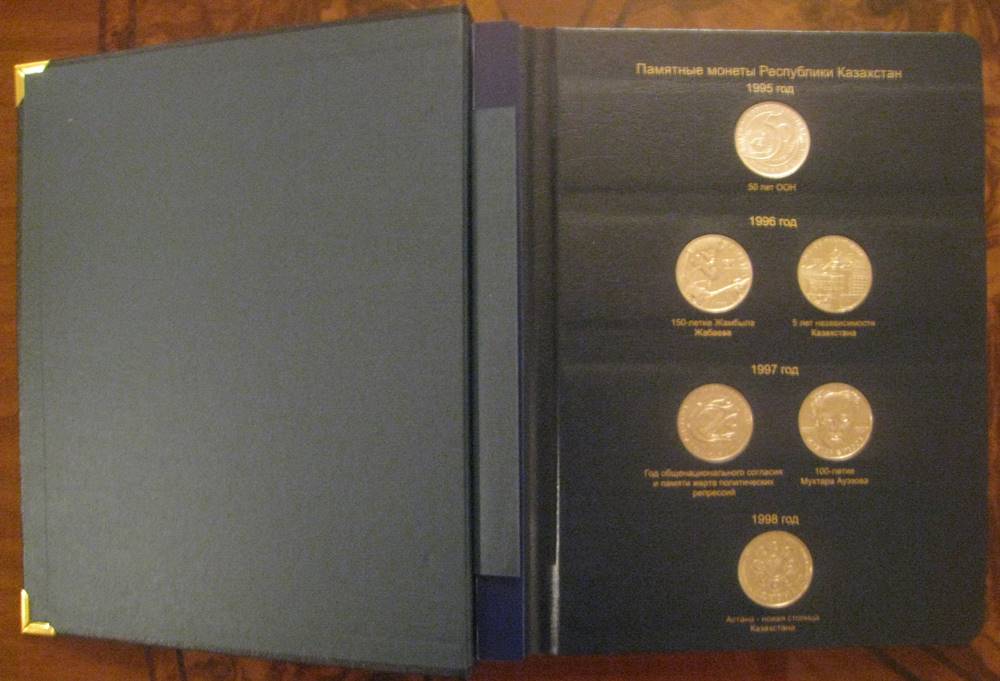 Памятные монеты Республики Казахстан
1995 год
50 лет ООН
1996 год
150-летие Жамбыла
Жабаева
5 лет независимости
Казахстана
1997 год
Год общенационального согласия
и памяти жертв политических
репрессий
100-летие
Мухтара Ауэзова
1998 год
Астана - новая столица
Казахстана